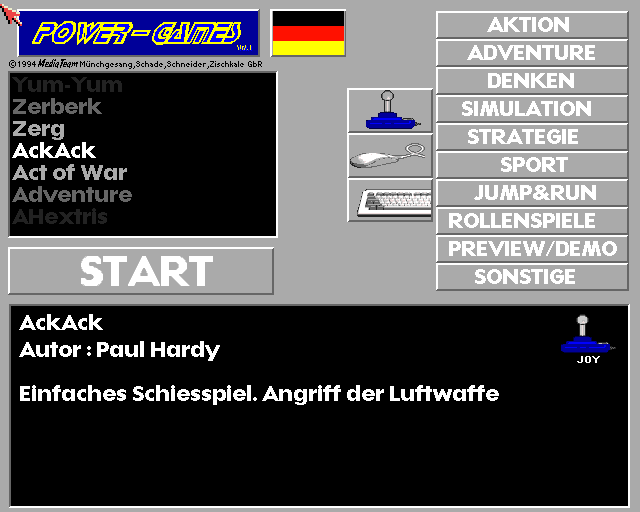 POWER-GAMES
Vol.1
©1994 MediaTeam Münchgesang,Schade,Schneider,Zischkale GbR
Yum-Yum
Zerberk
Zerg
AckAck
Act of War
Adventure
AHextris
START
AKTION
ADVENTURE
DENKEN
SIMULATION
STRATEGIE
SPORT
JUMP&RUN
ROLLENSPIELE
PREVIEW/DEMO
SONSTIGE
AckAck
Autor : Paul Hardy
JOY
Einfaches Schiesspiel. Angriff der Luftwaffe